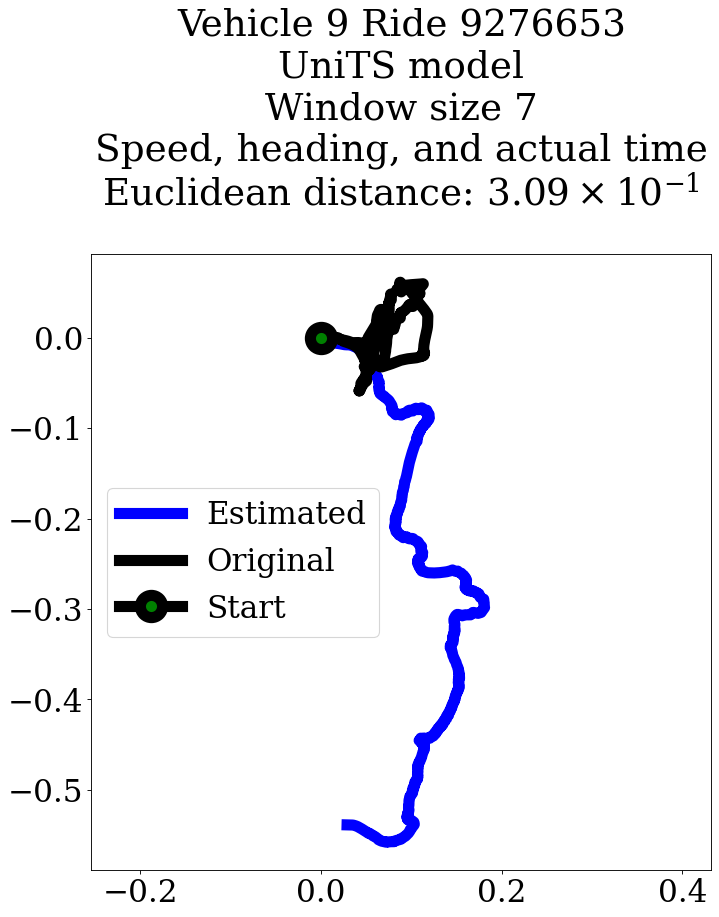 Vehicle 9 Ride 9276653
UniTS model
Window size 7
Speed, heading, and actual time
Euclidean distance: 3.09 × 10⁻¹
0.0
−0.1
−0.2
−0.3
−0.4
−0.5
Estimated
Original
Start
−0.2
0.0
0.2
0.4